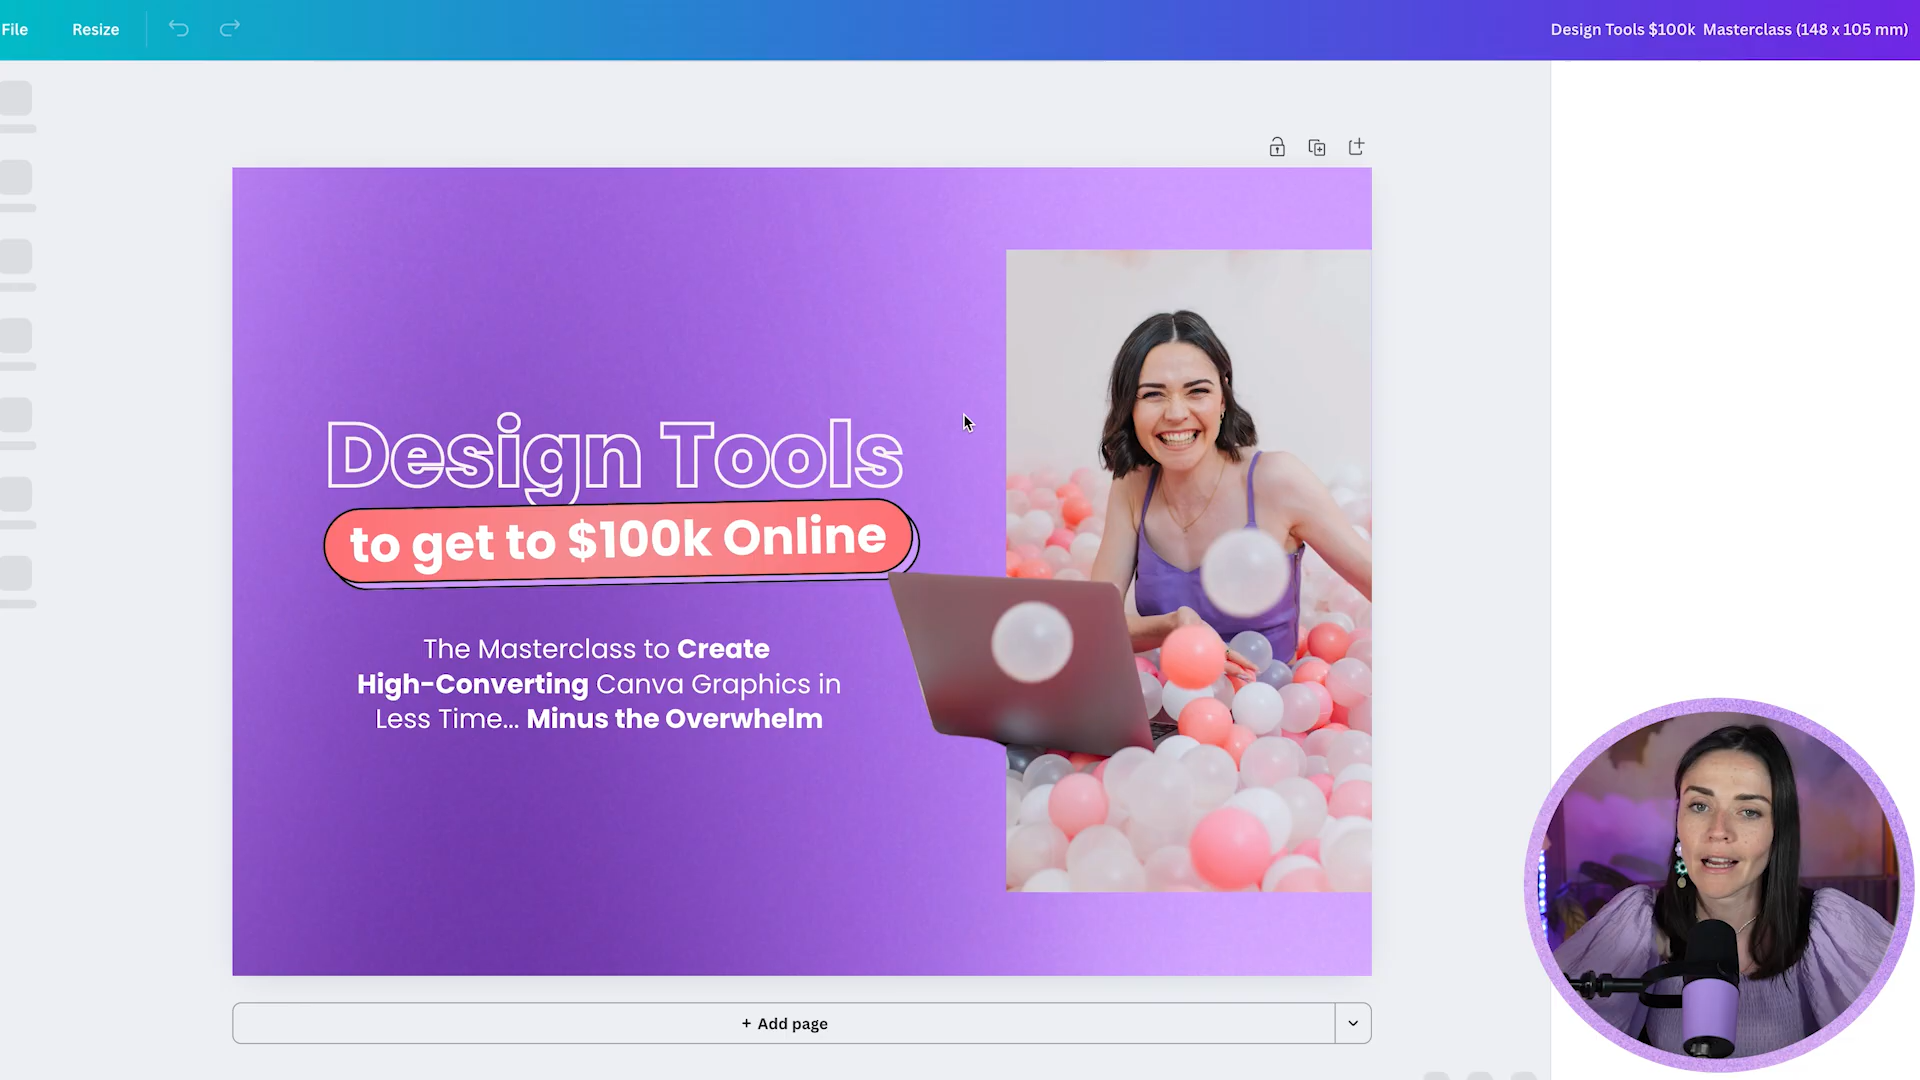 File
Resize
Design Tools $100k Masterclass (148 x 105 mm)
Design Tools
to get to $100k Online
The Masterclass to Create
High-Converting Canva Graphics in
Less Time... Minus the Overwhelm
+ Add page